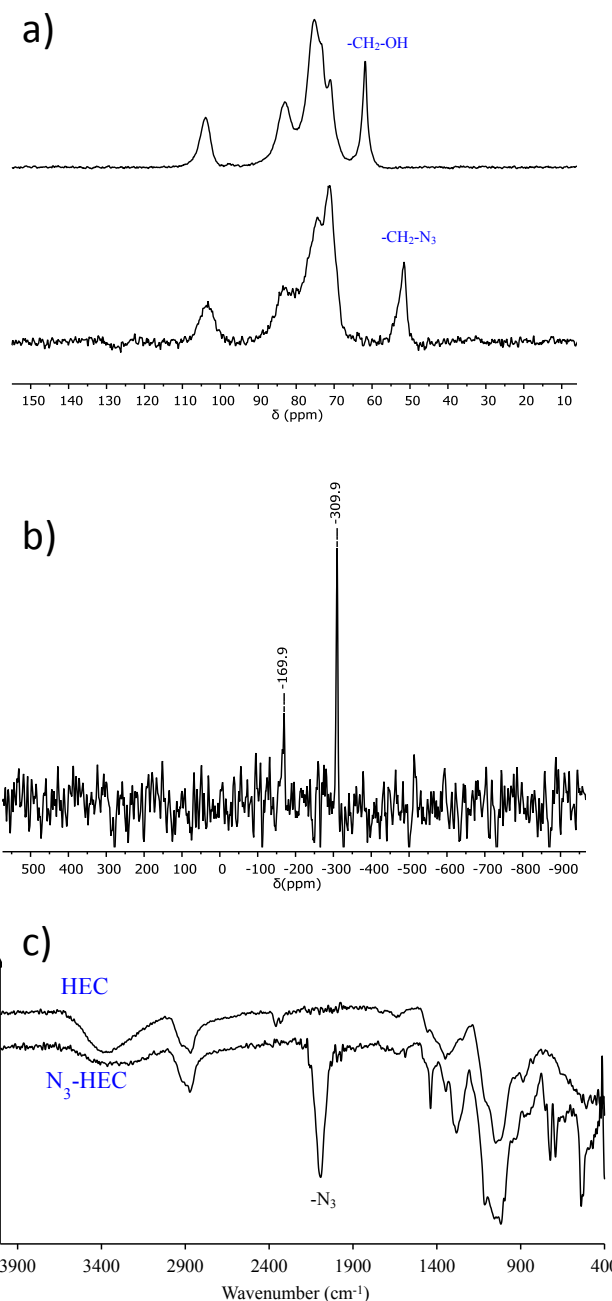 a)
-CH₂-OH
-CH₂-N₃
150 140 130 120 110 100 90 80 70 60 50 40 30 20 10
δ (ppm)
b)
-309.9
-169.9
500 400 300 200 100 0 -100 -200 -300 -400 -500 -600 -700 -800 -900
δ(ppm)
c)
HEC
N₃-HEC
-N₃
3900 3400 2900 2400 1900 1400 900 400
Wavenumber (cm⁻¹)